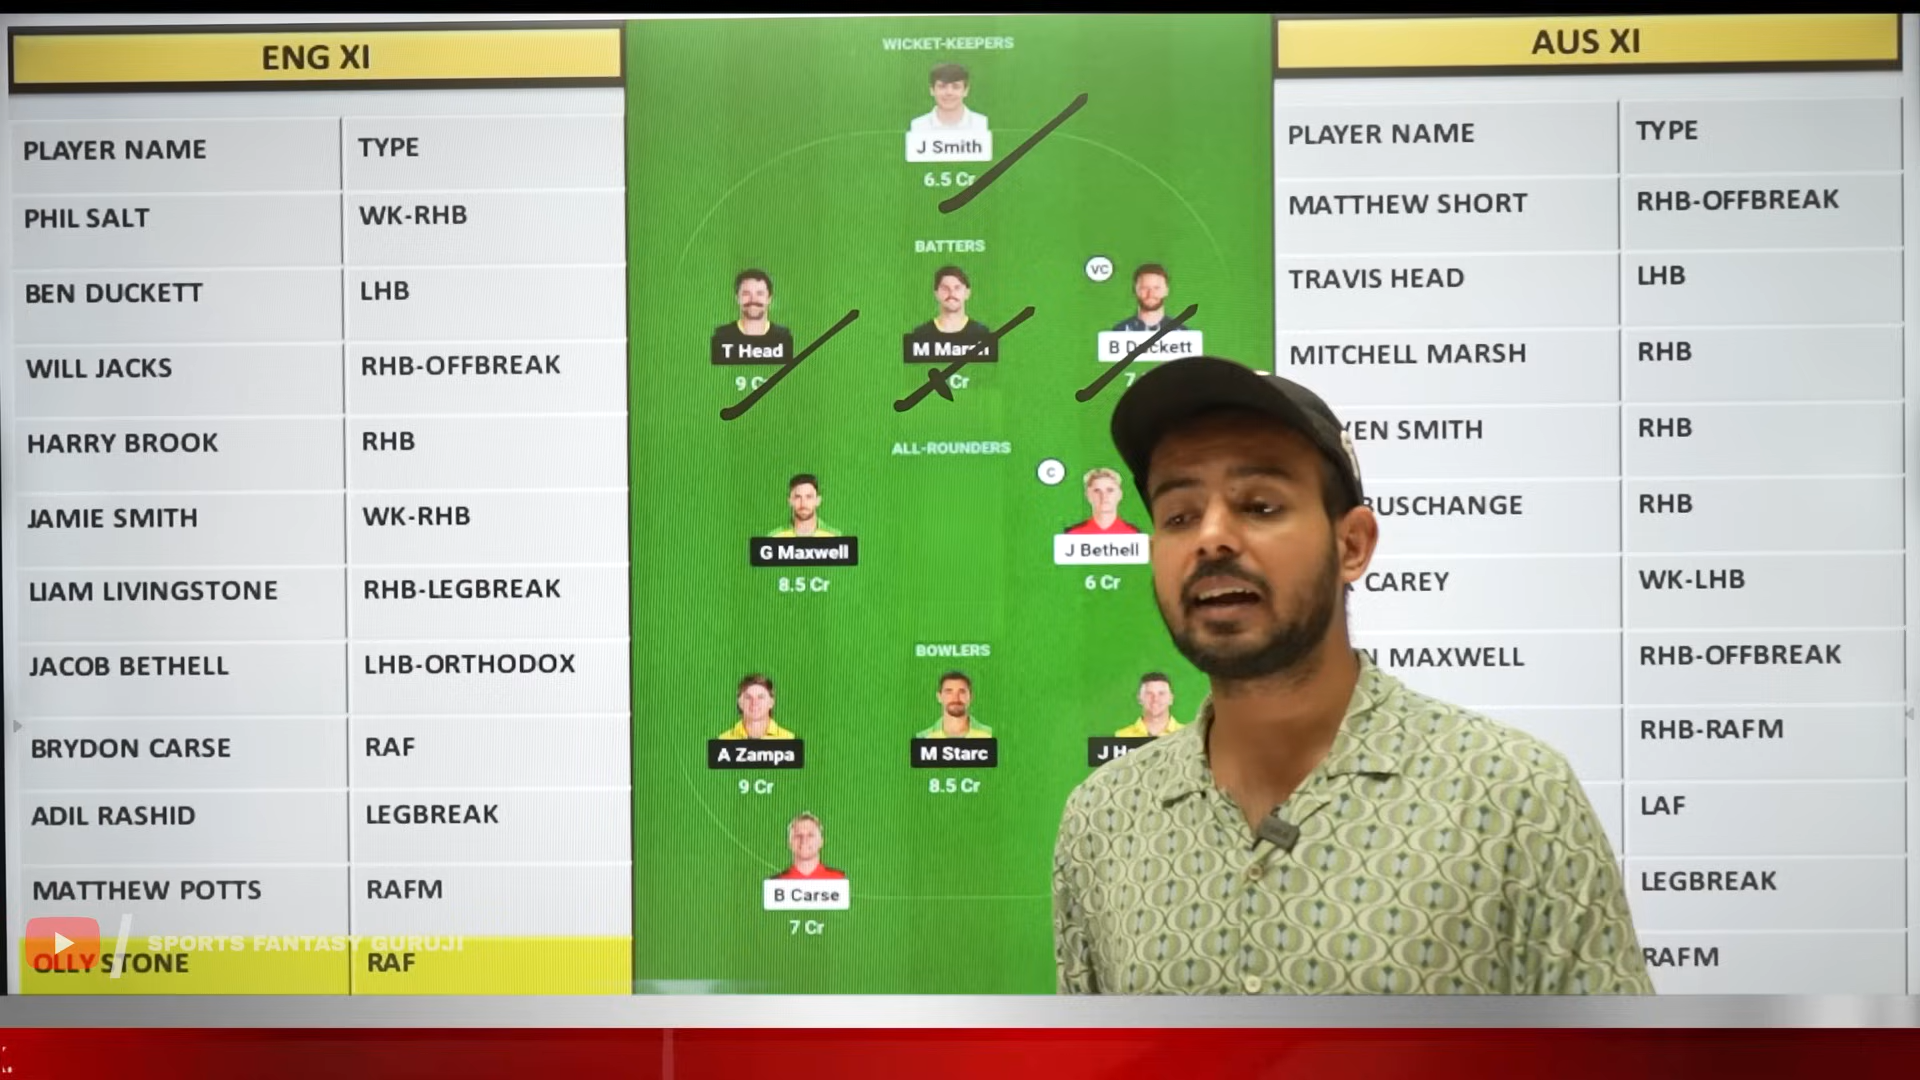 ENG XI
PLAYER NAME TYPE
PHIL SALT WK-RHB
BEN DUCKETT LHB
WILL JACKS RHB-OFFBREAK
HARRY BROOK RHB
JAMIE SMITH WK-RHB
LIAM LIVINGSTONE RHB-LEGBREAK
JACOB BETHELL LHB-ORTHODOX
BRYDON CARSE RAF
ADIL RASHID LEGBREAK
MATTHEW POTTS RAFM
OLLY STONE RAF
SPORTS FANTASY GURUJI
WICKET-KEEPERS
J Smith
6.5 Cr
BATTERS
VC
T Head M Marsh B Duckett
9 Cr
ALL-ROUNDERS
C
G Maxwell J Bethell
8.5 Cr 6 Cr
BOWLERS
A Zampa M Starc J
9 Cr 8.5 Cr
B Carse
7 Cr
AUS XI
PLAYER NAME TYPE
MATTHEW SHORT RHB-OFFBREAK
TRAVIS HEAD LHB
MITCHELL MARSH RHB
SMITH RHB
BUSCHANGE RHB
CAREY WK-LHB
MAXWELL RHB-OFFBREAK
RHB-RAFM
LAF
LEGBREAK
RAFM